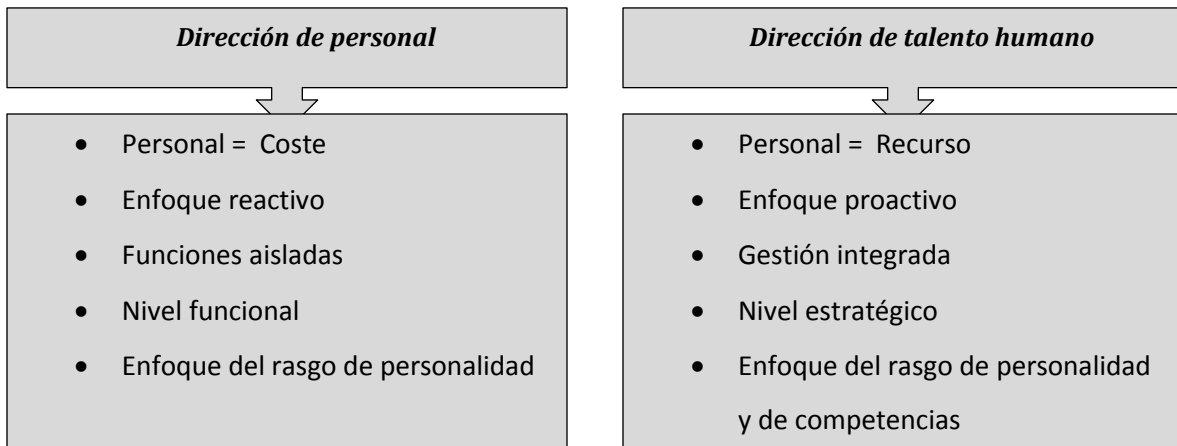 Dirección de personal
• Personal = Coste
• Enfoque reactivo
• Funciones aisladas
• Nivel funcional
• Enfoque del rasgo de personalidad
Dirección de talento humano
• Personal = Recurso
• Enfoque proactivo
• Gestión integrada
• Nivel estratégico
• Enfoque del rasgo de personalidad
y de competencias